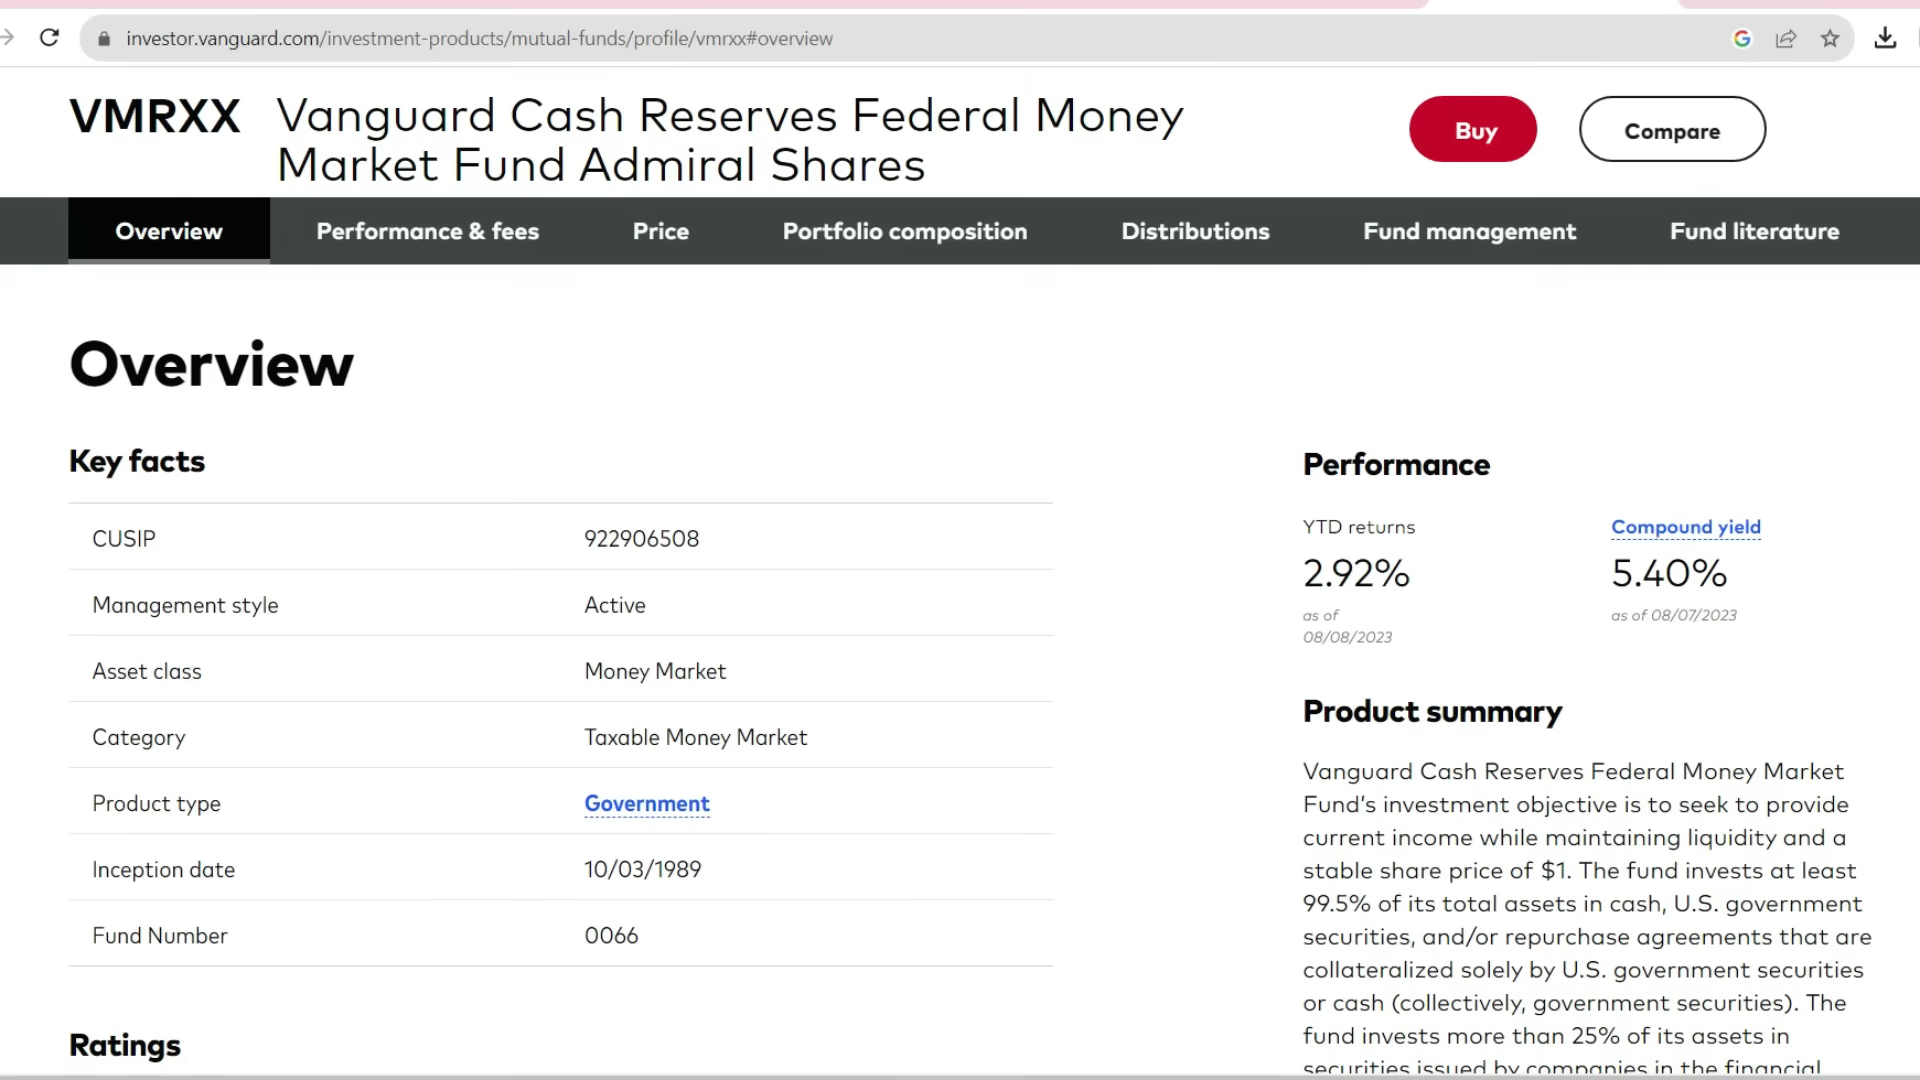 investor.vanguard.com/investment-products/mutual-funds/profile/vmrxx#overview
VMRXX Vanguard Cash Reserves Federal Money
Market Fund Admiral Shares
Buy
Compare
Overview
Performance & fees
Price
Portfolio composition
Distributions
Fund management
Fund literature
Overview
Key facts
CUSIP 922906508
Management style Active
Asset class Money Market
Category Taxable Money Market
Product type Government
Inception date 10/03/1989
Fund Number 0066
Ratings
Performance
YTD returns
2.92%
as of
08/08/2023
Compound yield
5.40%
as of 08/07/2023
Product summary
Vanguard Cash Reserves Federal Money Market
Fund’s investment objective is to seek to provide
current income while maintaining liquidity and a
stable share price of $1. The fund invests at least
99.5% of its total assets in cash, U.S. government
securities, and/or repurchase agreements that are
collateralized solely by U.S. government securities
or cash (collectively, government securities). The
fund invests more than 25% of its assets in
securities issued by companies in the financial